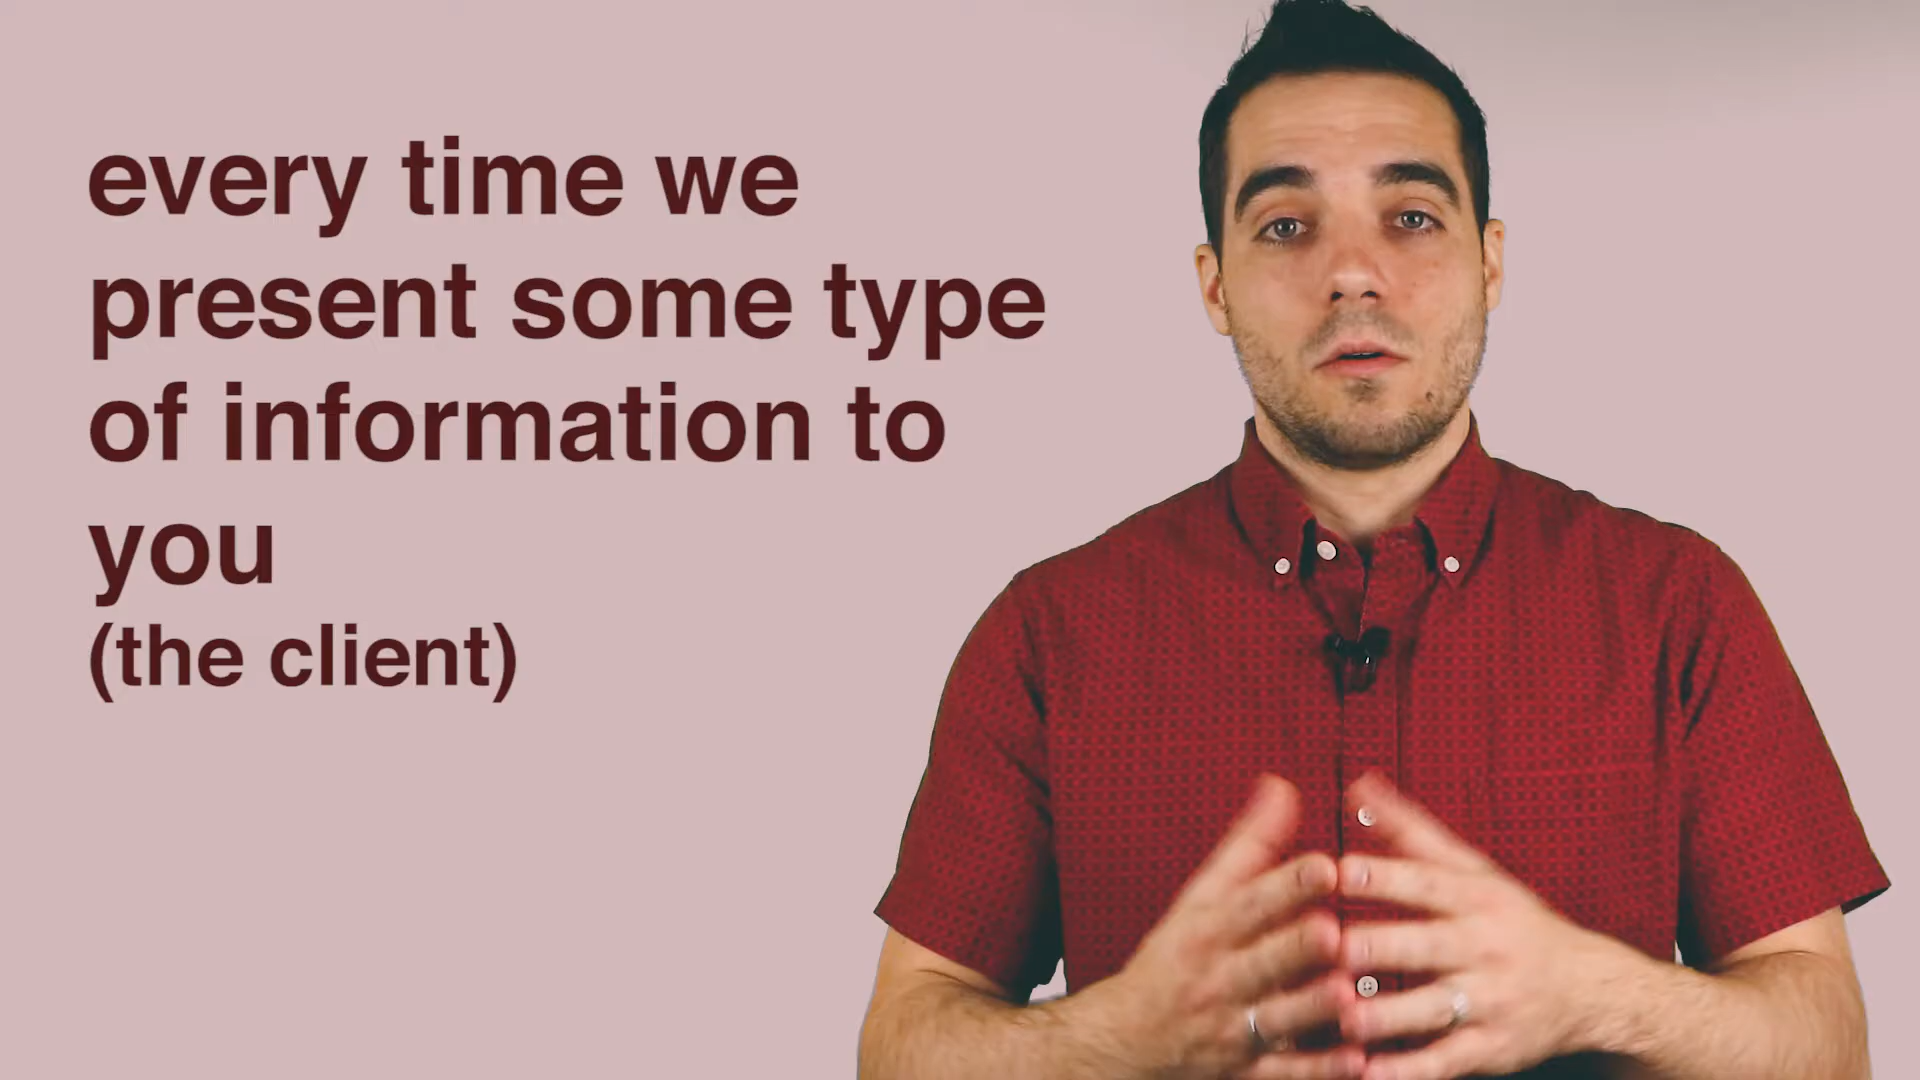 every time we
present some type
of information to
you
(the client)